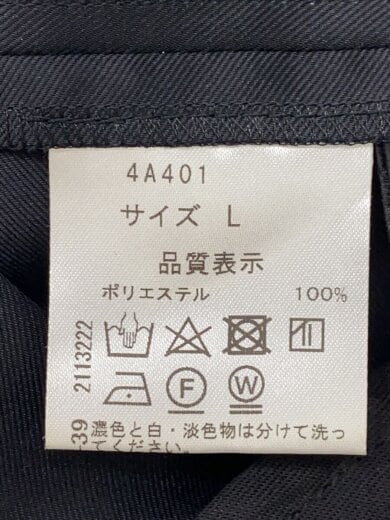 4A401
サイズ L
品質表示
ポリエステル 100%
F W
濃色と白・淡色物は分けて洗っ
てください。
2113222
-39